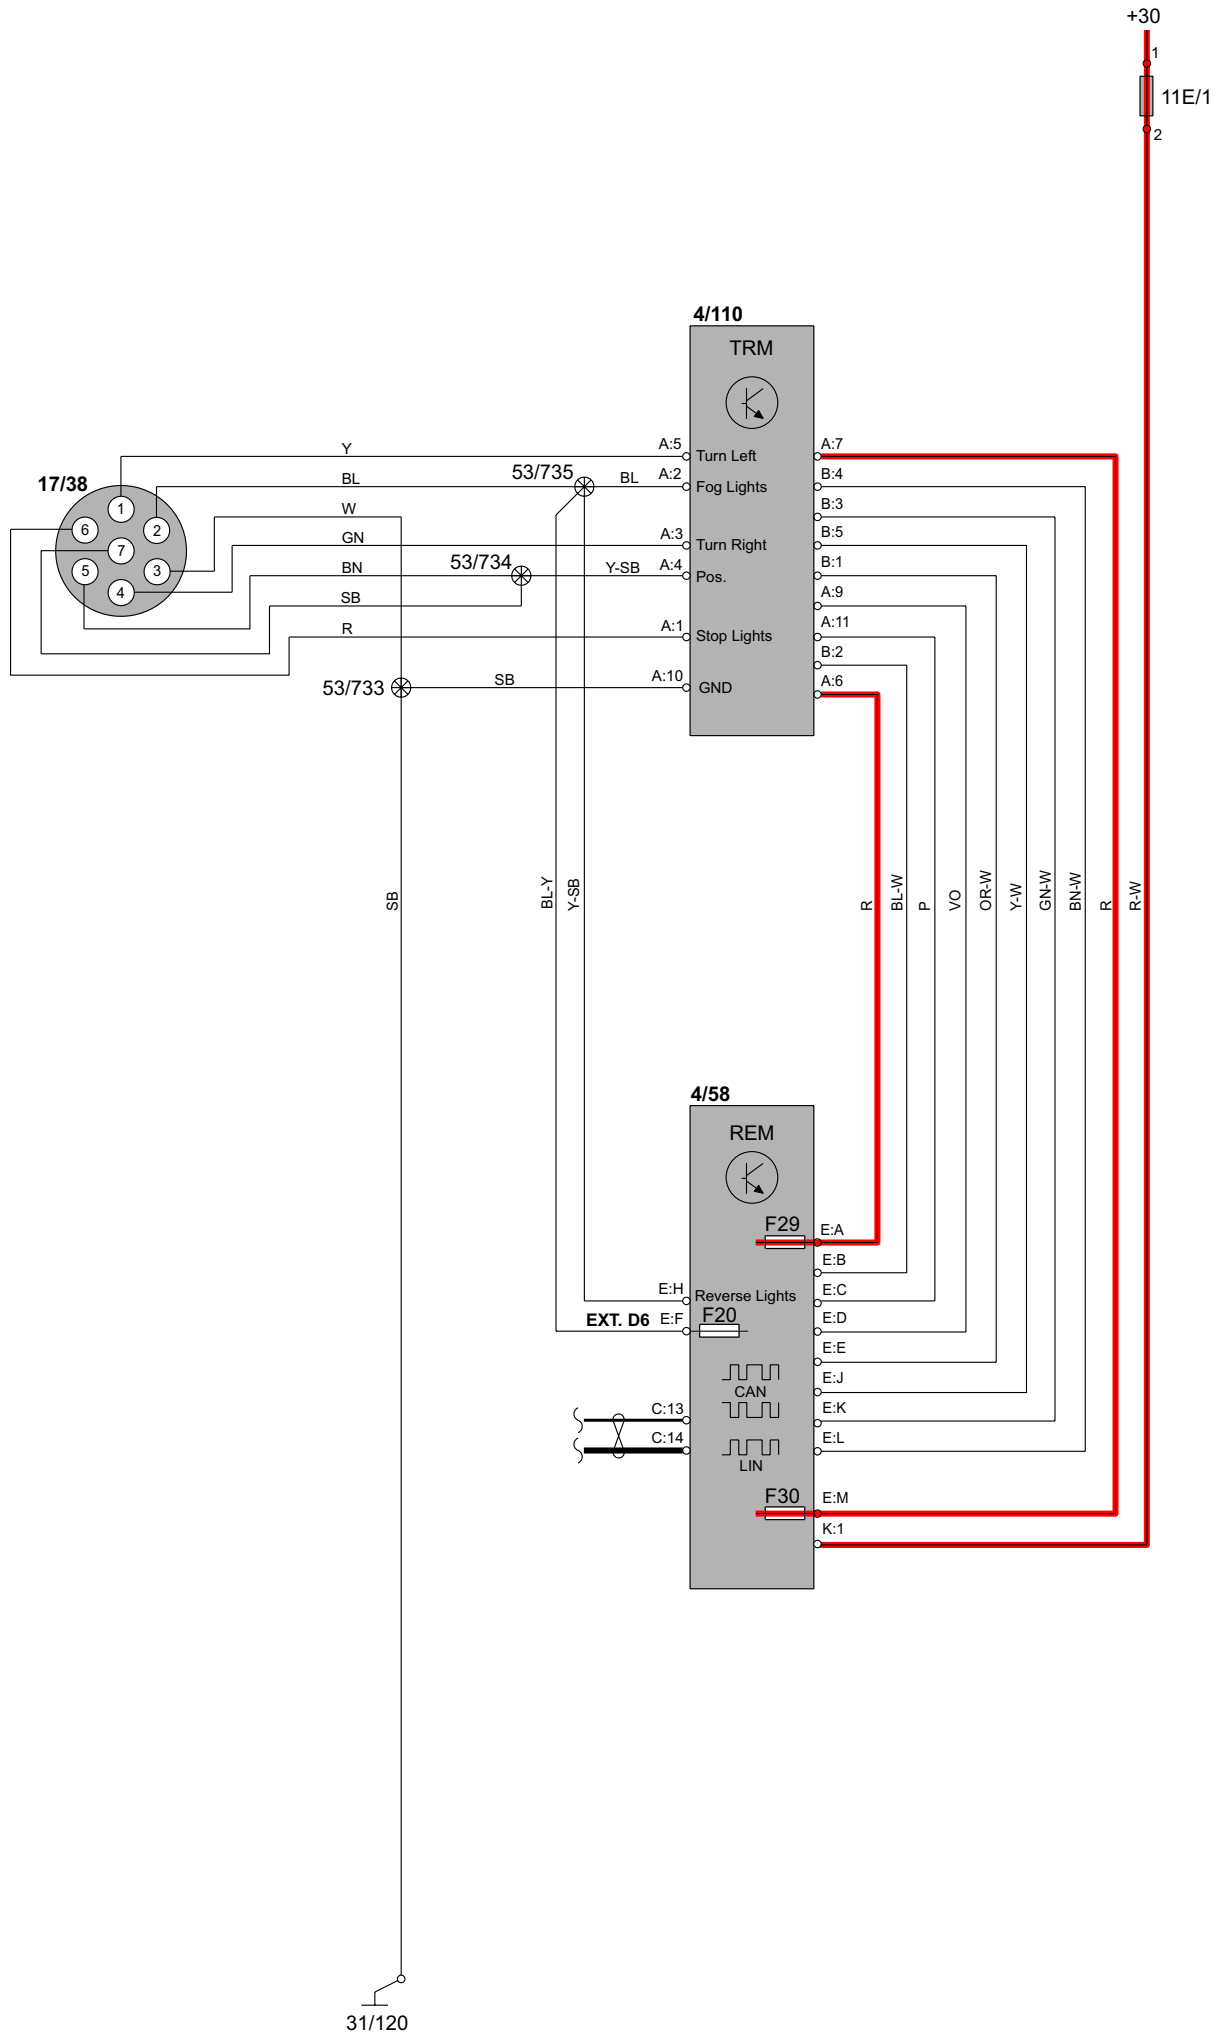 +30
1
11E/1
2
4/110
TRM
Y
A:5
Turn Left
A:7
17/38
BL
53/735
BL
A:2
Fog Lights
B:4
W
B:3
GN
A:3
Turn Right
B:5
BN
53/734
Y-SB
A:4
Pos.
B:1
SB
A:9
R
A:1
Stop Lights
A:11
B:2
53/733
SB
A:10
GND
A:6
1
2
3
4
5
6
7
SB
BL-Y
Y-SB
R
BL-W
P
VO
OR-W
Y-W
GN-W
BN-W
R
R-W
4/58
REM
F29
E:A
E:B
E:H
Reverse Lights
E:C
EXT. D6
E:F
F20
E:D
E:E
CAN
E:J
C:13
E:K
C:14
E:L
LIN
F30
E:M
K:1
31/120